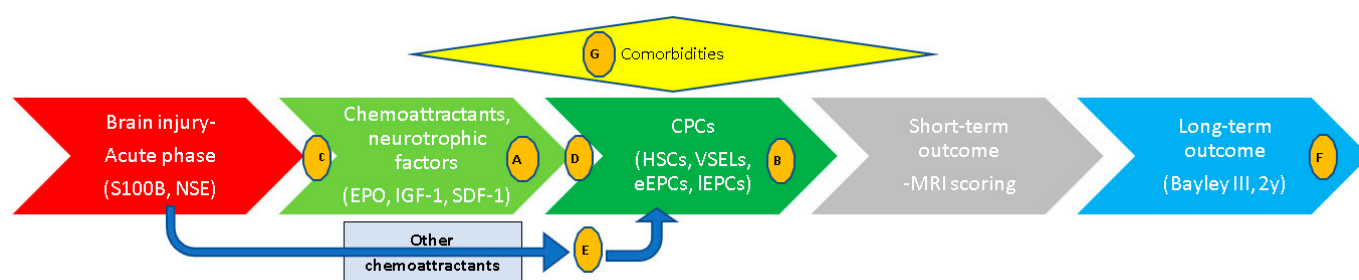 G Comorbidities
Brain injury-
Acute phase
(S100B, NSE)
C
Chemoattractants,
neurotrophic
factors
(EPO, IGF-1, SDF-1)
A
D
CPCs
(HSCs, VSELs,
eEPCs, lEPCs)
B
Short-term
outcome
-MRI scoring
Long-term
outcome
(Bayley III, 2y)
F
Other
chemoattractants
E